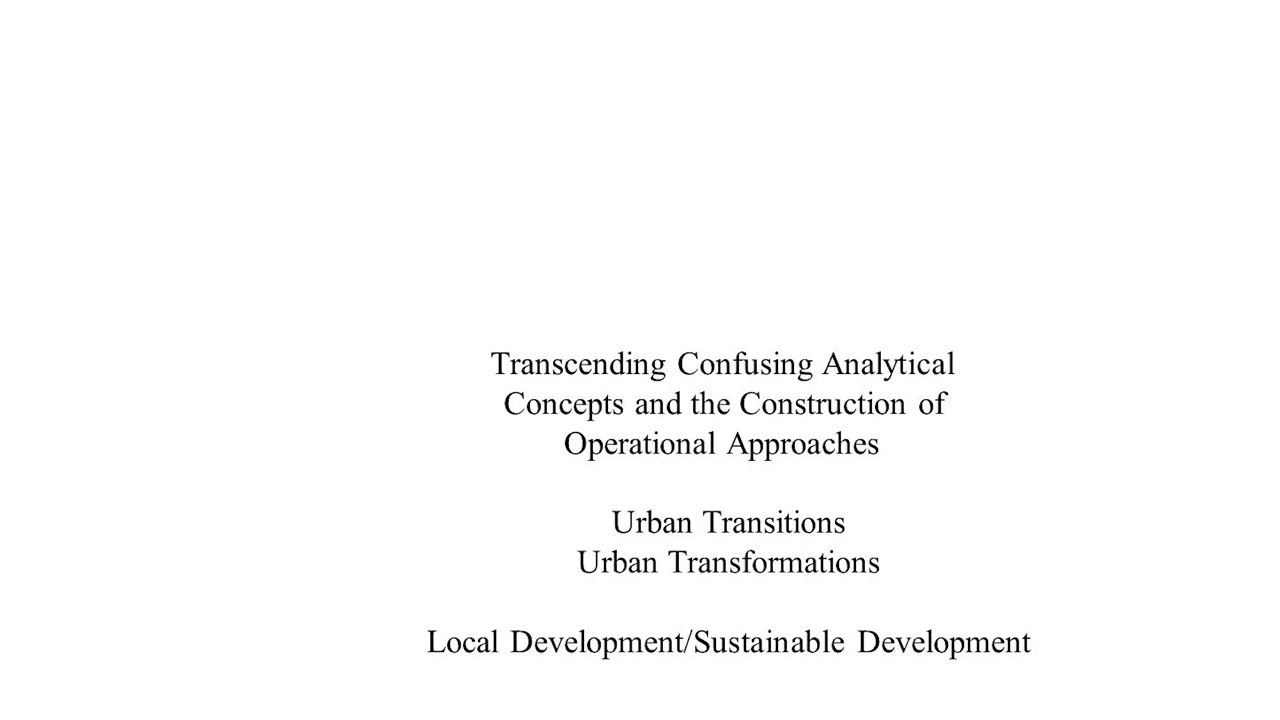 Transcending Confusing Analytical
Concepts and the Construction of
Operational Approaches
Urban Transitions
Urban Transformations
Local Development/Sustainable Development